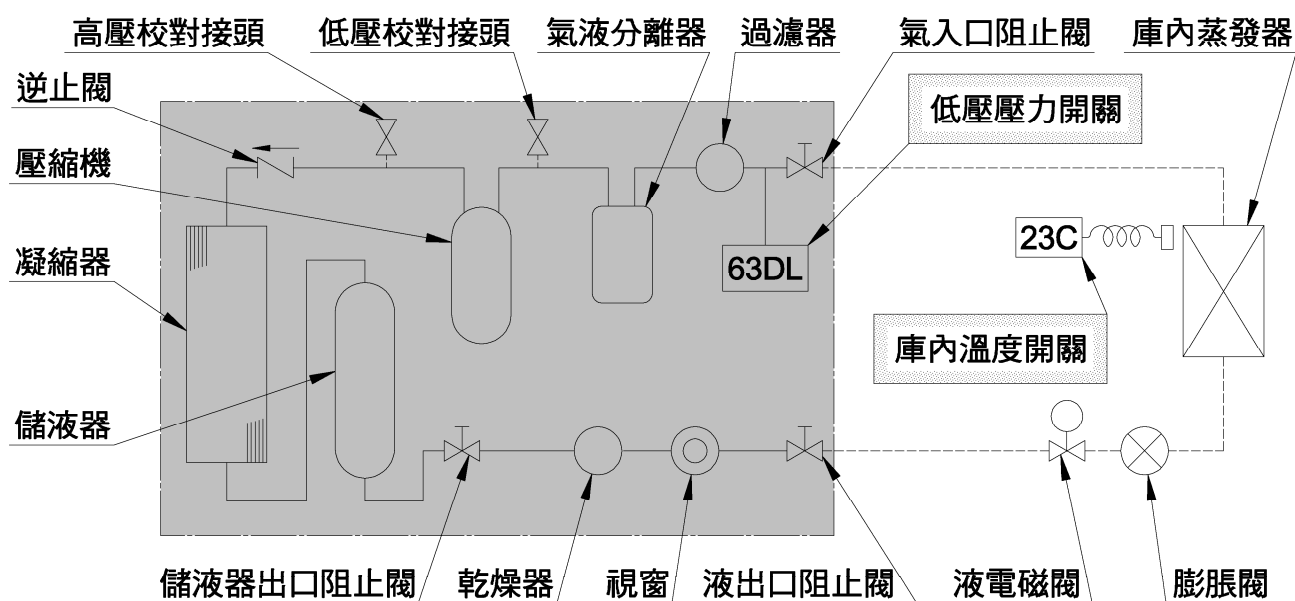 高壓校對接頭
低壓校對接頭
氣液分離器
過濾器
氣入口阻止閥
庫內蒸發器
逆止閥
低壓壓力開關
壓縮機
23C
凝縮器
63DL
庫內溫度開關
儲液器
儲液器出口阻止閥
乾燥器
視窗
液出口阻止閥
液電磁閥
膨脹閥